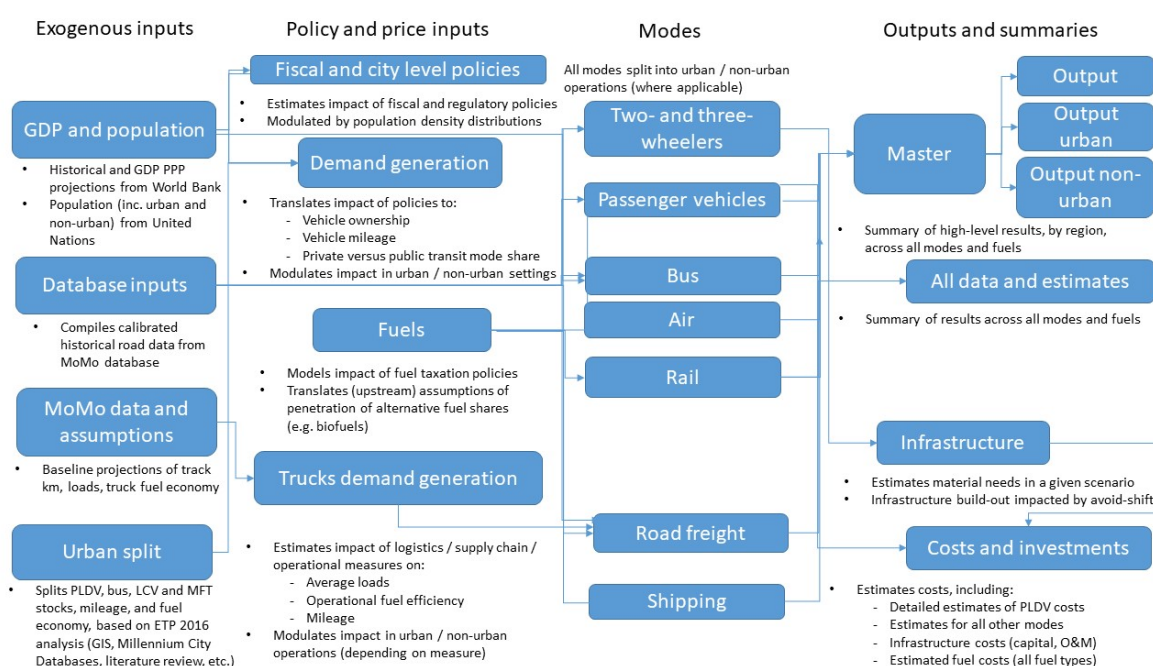 Exogenous inputs
Policy and price inputs
Modes
Outputs and summaries
GDP and population
• Historical and GDP PPP
projections from World Bank
• Population (inc. urban and
non-urban) from United
Nations
Database inputs
• Compiles calibrated
historical road data from
MoMo database
MoMo data and
assumptions
• Baseline projections of track
km, loads, truck fuel economy
Urban split
• Splits PLDV, bus, LCV and MFT
stocks, mileage, and fuel
economy, based on ETP 2016
analysis (GIS, Millennium City
Databases, literature review, etc.)
Fiscal and city level policies
• Estimates impact of fiscal and regulatory policies
• Modulated by population density distributions
Demand generation
• Translates impact of policies to:
- Vehicle ownership
- Vehicle mileage
- Private versus public transit mode share
• Modulates impact in urban / non-urban settings
Fuels
• Models impact of fuel taxation policies
• Translates (upstream) assumptions of
penetration of alternative fuel shares
(e.g. biofuels)
Trucks demand generation
• Estimates impact of logistics / supply chain /
operational measures on:
- Average loads
- Operational fuel efficiency
- Mileage
• Modulates impact in urban / non-urban
operations (depending on measure)
All modes split into urban / non-urban
operations (where applicable)
Two- and three-
wheelers
Passenger vehicles
Bus
Air
Rail
Road freight
Shipping
Master
Output
Output
urban
Output non-
urban
• Summary of high-level results, by region,
across all modes and fuels
All data and estimates
• Summary of results across all modes and fuels
Infrastructure
• Estimates material needs in a given scenario
• Infrastructure build-out impacted by avoid-shift
Costs and investments
• Estimates costs, including:
- Detailed estimates of PLDV costs
- Estimates for all other modes
- Infrastructure costs (capital, O&M)
- Estimated fuel costs (all fuel types)